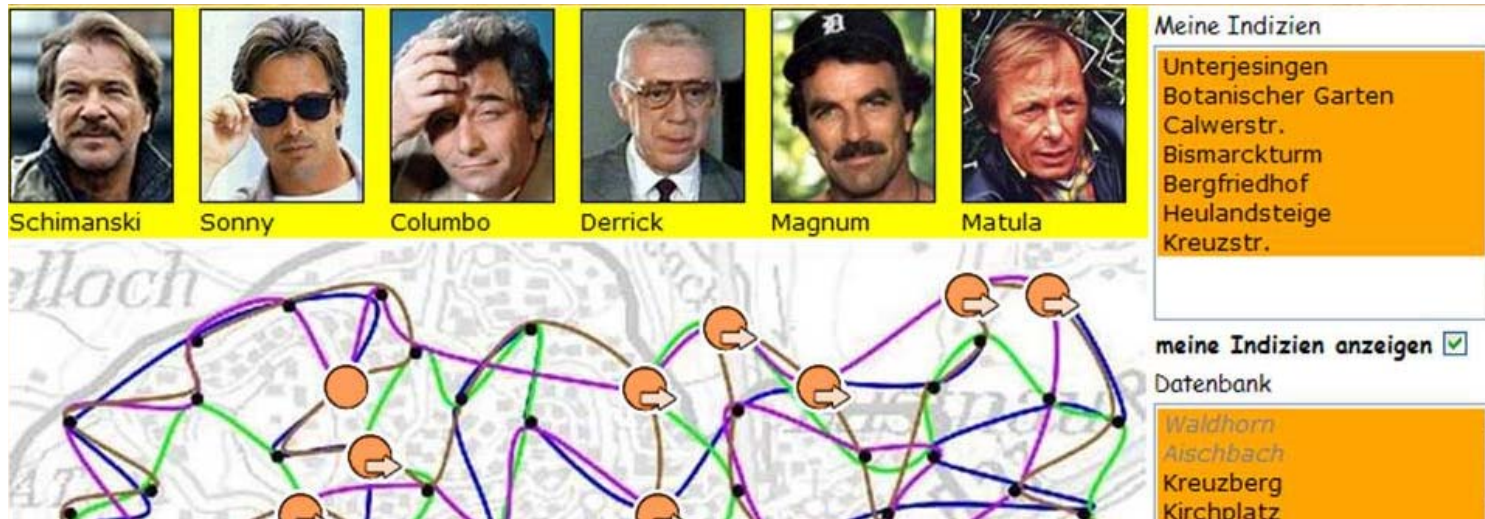 Schimanski
Sonny
Columbo
Derrick
Magnum
Matula
Meine Indizien
Unterjesingen
Botanischer Garten
Calwerstr.
Bismarckturm
Bergfriedhof
Heulandsteige
Kreuzstr.
meine Indizien anzeigen
Datenbank
Waldhorn
Aischbach
Kreuzberg
Kirchplatz
elloch
D